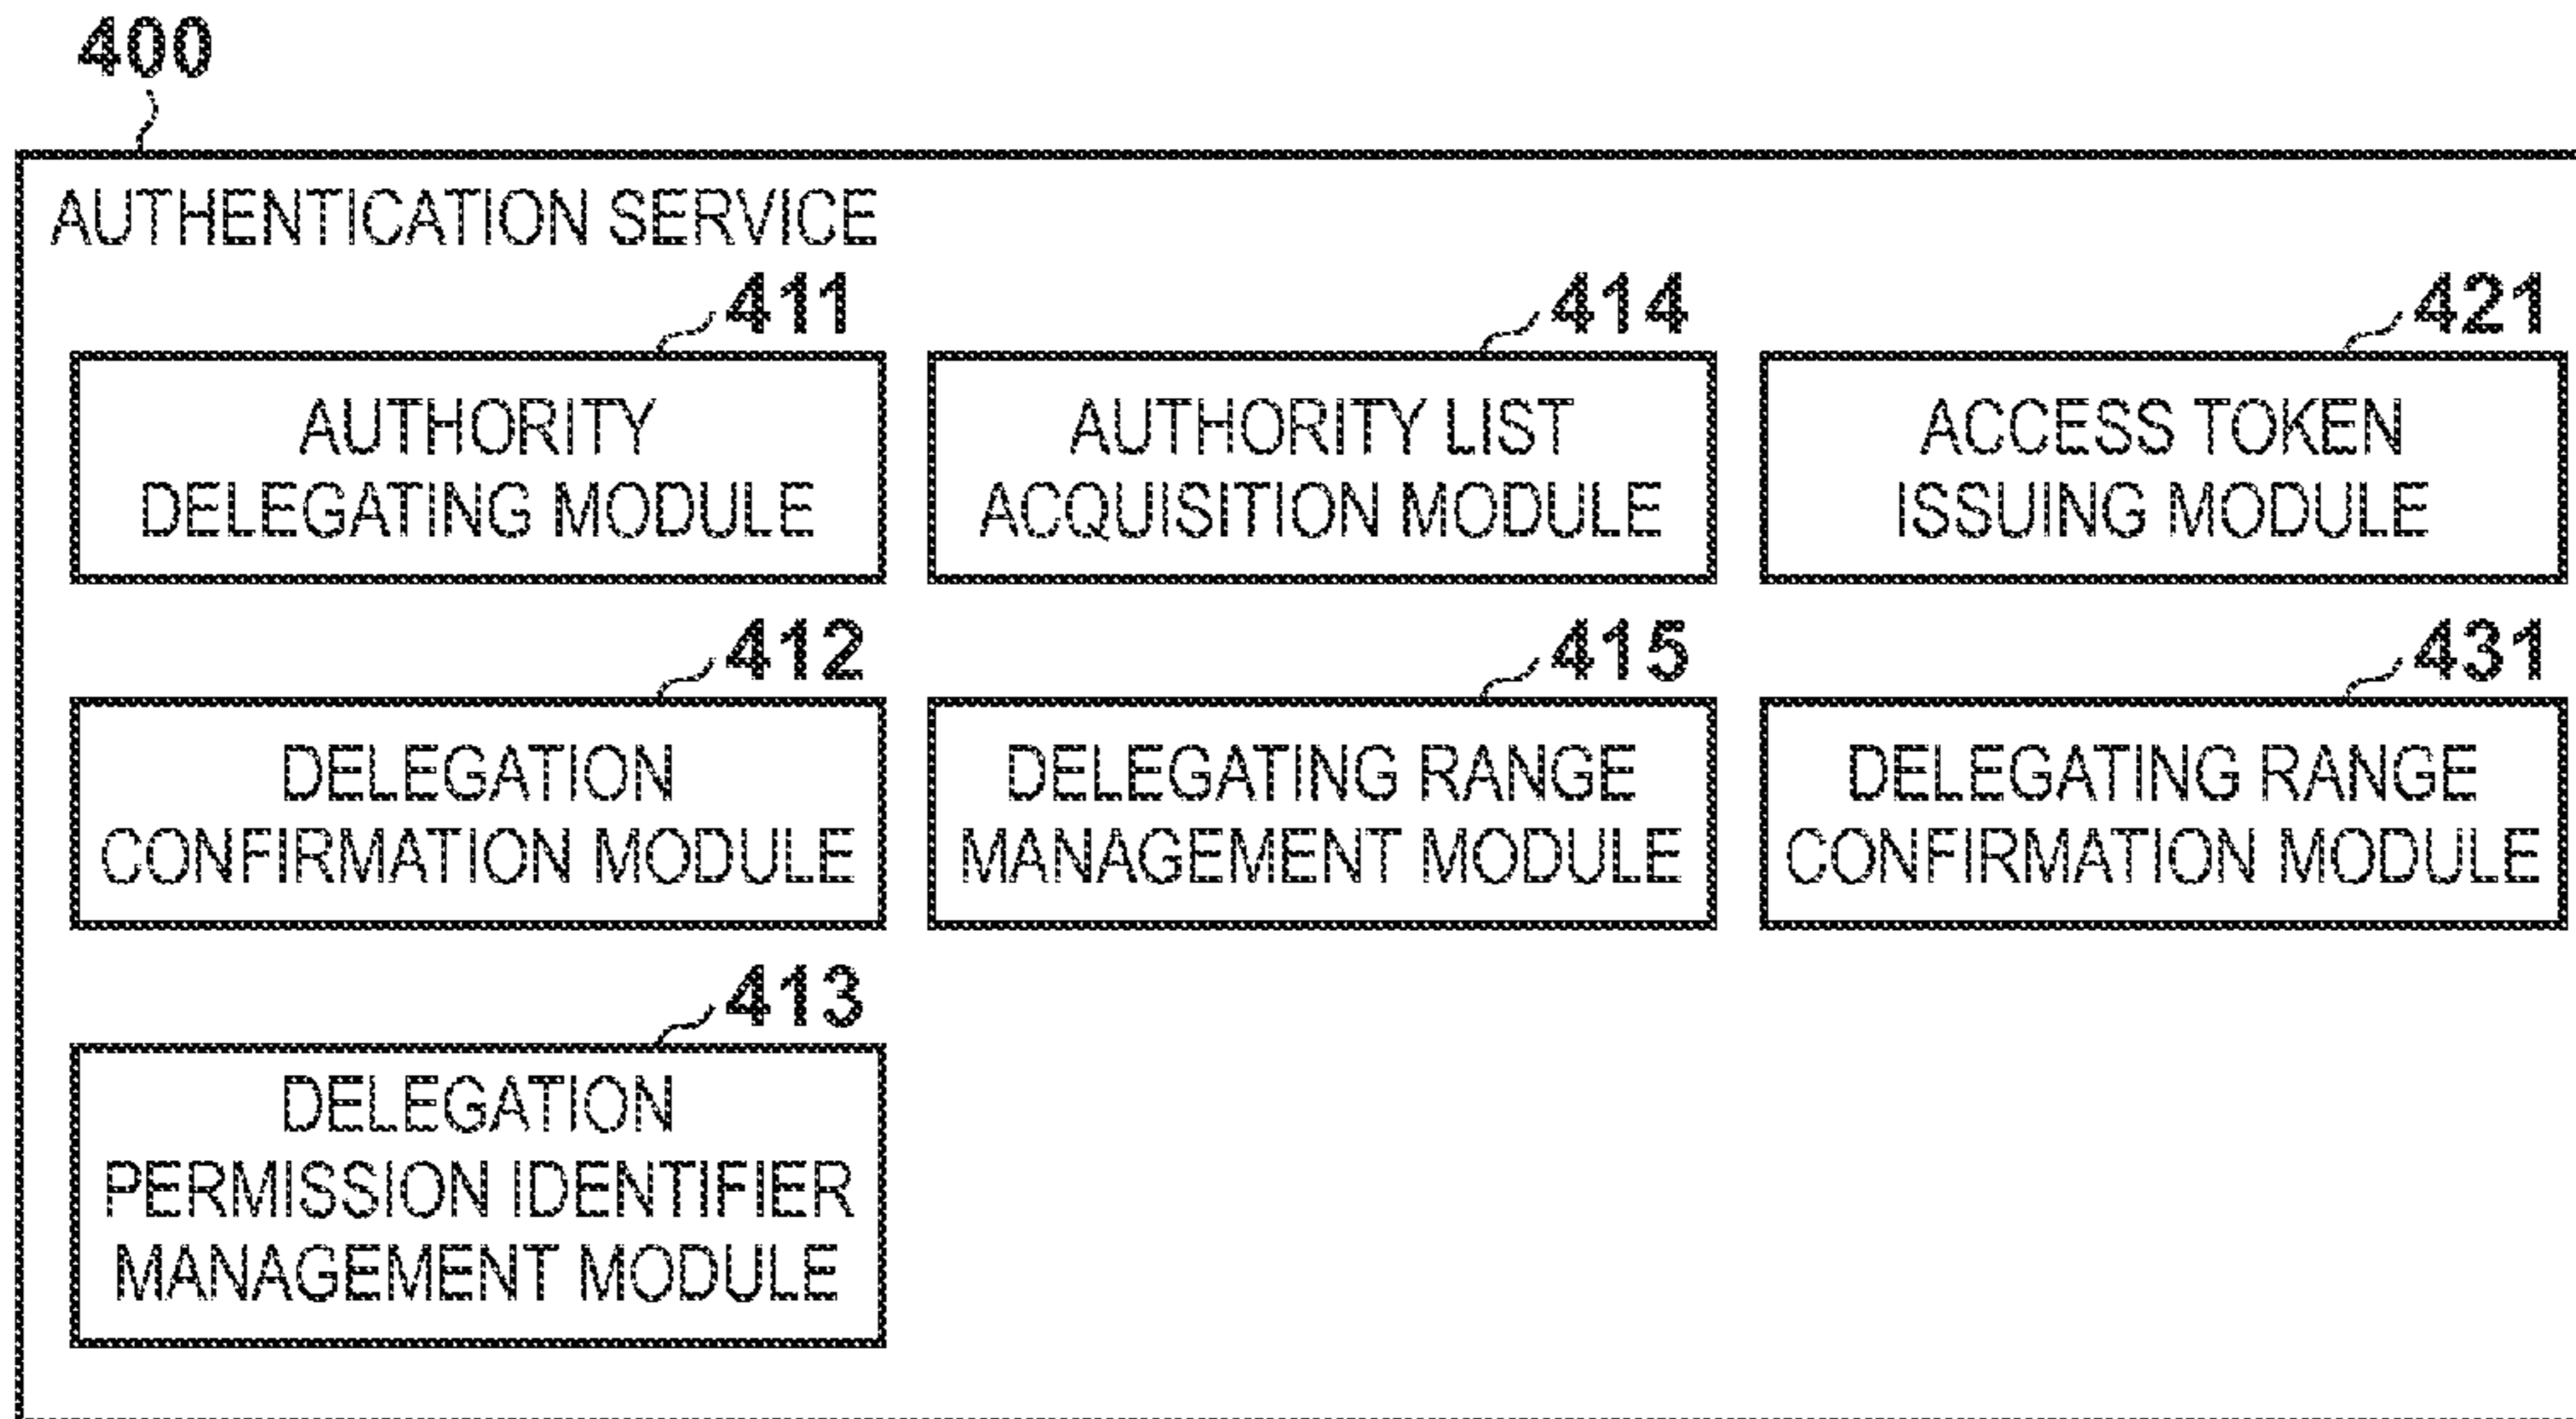 400
AUTHENTICATION SERVICE
411
AUTHORITY
DELEGATING MODULE
414
AUTHORITY LIST
ACQUISITION MODULE
421
ACCESS TOKEN
ISSUING MODULE
412
DELEGATION
CONFIRMATION MODULE
415
DELEGATING RANGE
MANAGEMENT MODULE
431
DELEGATING RANGE
CONFIRMATION MODULE
413
DELEGATION
PERMISSION IDENTIFIER
MANAGEMENT MODULE